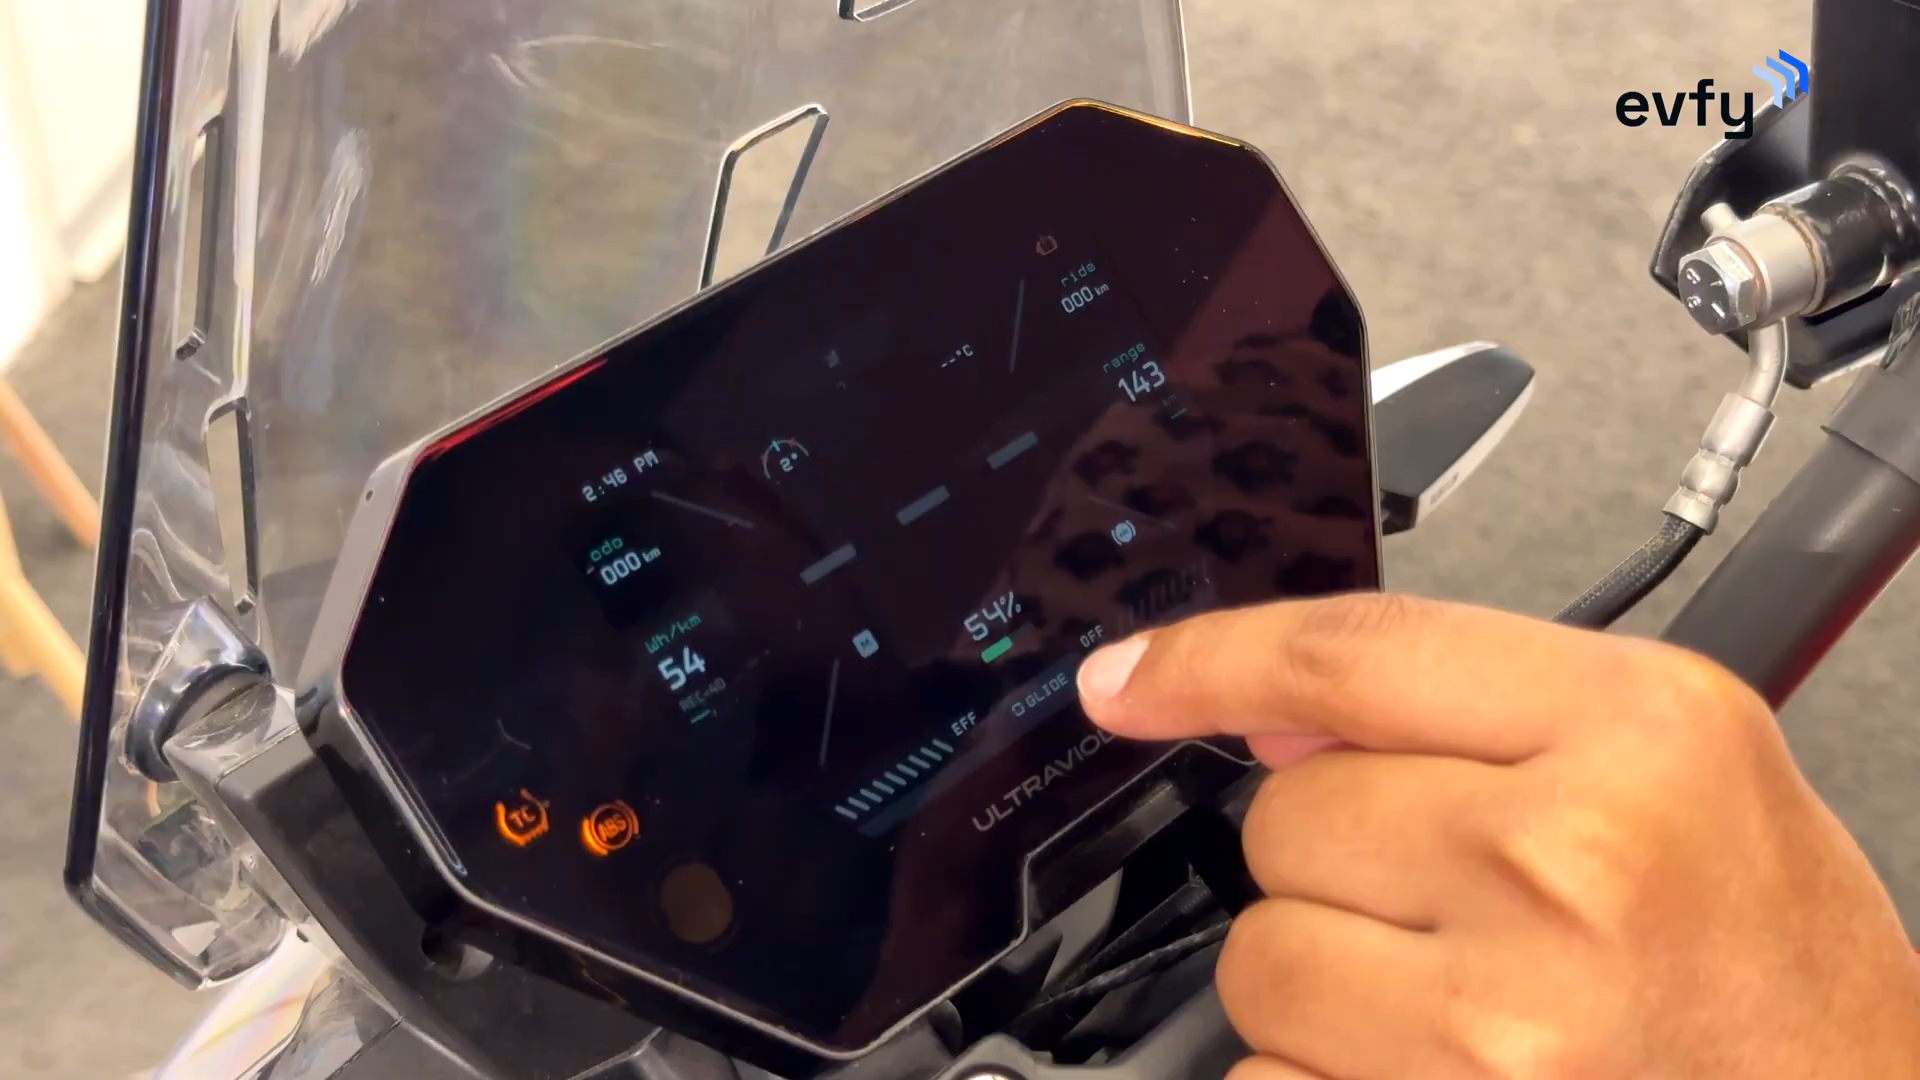 evfy
ride
000 km
--°C
range
143
km
2:46 PM
2°
odo
000 km
Wh/km
54
54%
OFF
GLIDE
EFF
TC
ABS